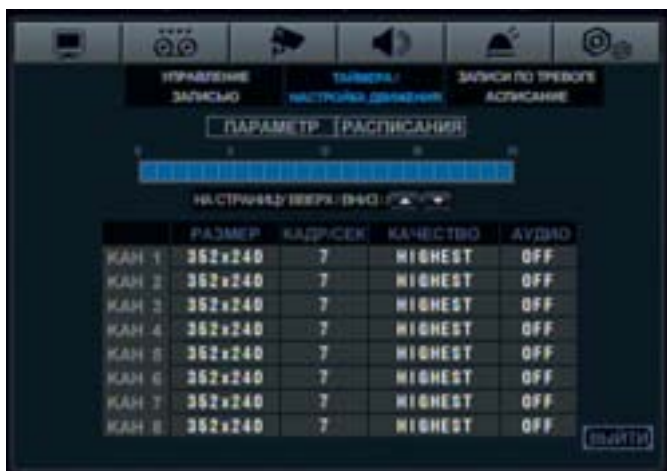 УПРАВЛЕНИЕ ЗАПИСЬЮ
ТАЙМЕРА / НАСТРОЙКА ДВИЖЕНИЯ
ЗАПИСИ ПО ТРЕВОГЕ АСПИСАНИЕ
ПАРАМЕТР [РАСПИСАНИЯ]
НА СТРАНИЦУ ВВЕРХ / ВНИЗ :
РАЗМЕР КАДР/СЕК КАЧЕСТВО АУДИО
КАН 1 352x240 7 HIGHEST OFF
КАН 2 352x240 7 HIGHEST OFF
КАН 3 352x240 7 HIGHEST OFF
КАН 4 352x240 7 HIGHEST OFF
КАН 5 352x240 7 HIGHEST OFF
КАН 6 352x240 7 HIGHEST OFF
КАН 7 352x240 7 HIGHEST OFF
КАН 8 352x240 7 HIGHEST OFF
ВЫЙТИ